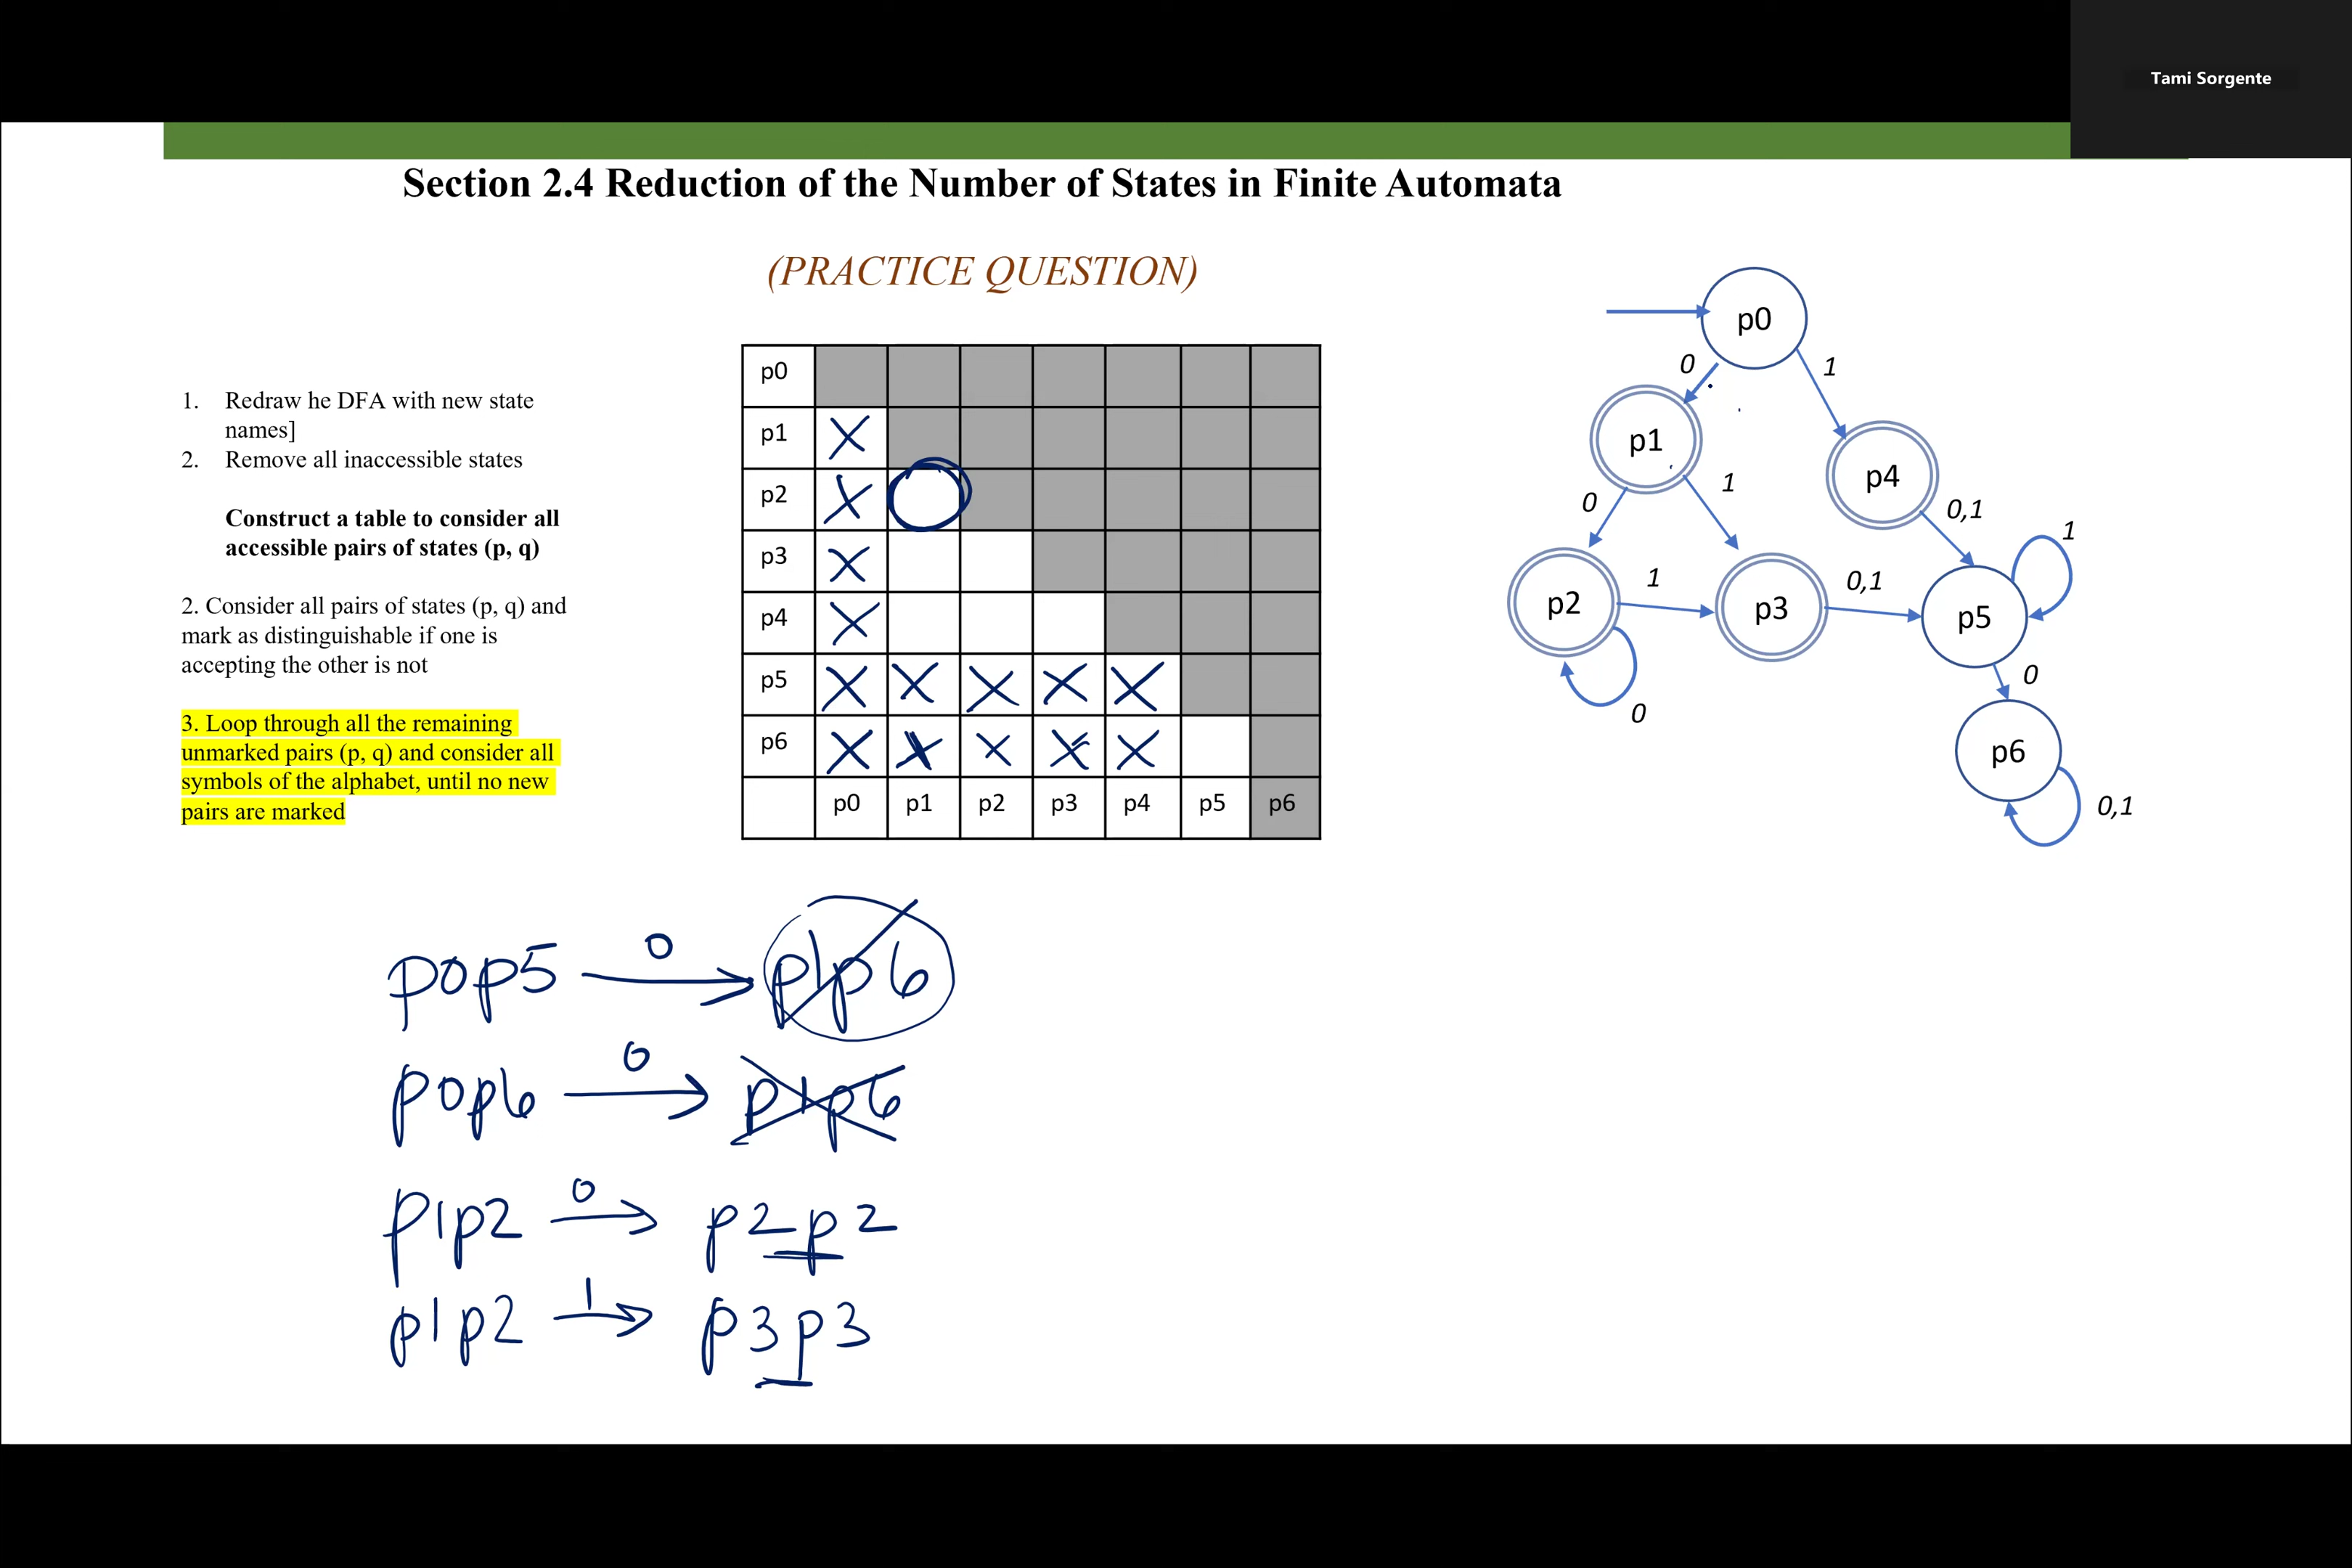 Tami Sorgente
Section 2.4 Reduction of the Number of States in Finite Automata
(PRACTICE QUESTION)
1. Redraw he DFA with new state
names]
2. Remove all inaccessible states
Construct a table to consider all
accessible pairs of states (p, q)
2. Consider all pairs of states (p, q) and
mark as distinguishable if one is
accepting the other is not
3. Loop through all the remaining
unmarked pairs (p, q) and consider all
symbols of the alphabet, until no new
pairs are marked
p0
p1 X
p2 X
p3 X
p4 X
p5 X X X X X
p6 X X X X X
p0 p1 p2 p3 p4 p5 p6
p0
0 1
p1
p4
0 1
0,1
1
p2
1
p3
0,1
p5
0
0
p6
0,1
p0p5 0 → p1p6
p0p6 0 → p1p6
p1p2 0 → p2p2
p1p2 1 → p3p3